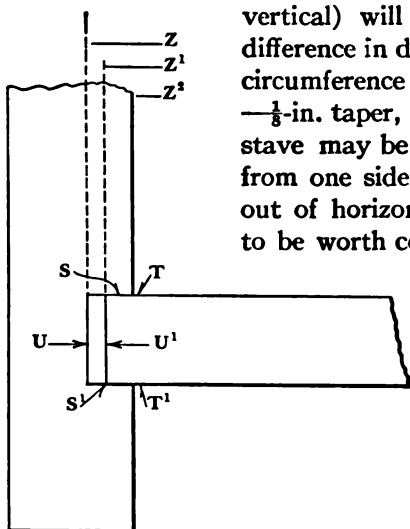 vertical) will
difference in d
circumference
—⅛-in. taper,
stave may be
from one side
out of horizon
to be worth co
Z
Z¹
Z²
S T
U U¹
S¹ T¹